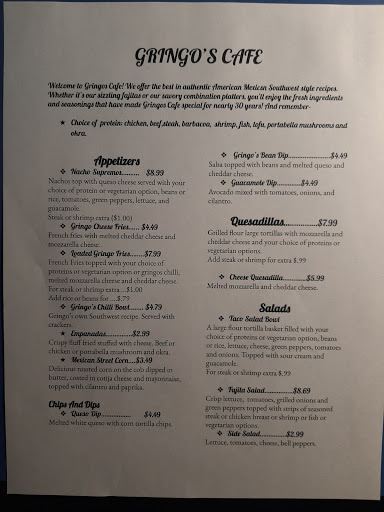 GRINGO'S CAFE
Welcome to Gringos Cafe! We offer the best in authentic American Mexican Southwest style recipes.
Whether it's our sizzling fajitas or our savory combination platters, you'll enjoy the fresh ingredients
and seasonings that have made Gringos Cafe special for nearly 30 years! And remember
★ Choice of protein: chicken, beef,steak, barbacoa, shrimp, fish, tofu, portabella mushrooms and
okra.
Appetizers
❖ Nacho Supremos.......... $8.99
Nachos top with queso cheese served with your
choice of protein or vegetarian option, beans or
rice, tomatoes, green peppers, lettuce, and
guacamole.
Steak or shrimp extra ($1.00)
❖ Gringo Cheese Fries...... $4.49
French fries with melted cheddar cheese and
mozzarella cheese.
❖ Loaded Gringo Fries......$7.99
French Fries topped with your choice of
proteins or vegetarian option or gringos chilli,
melted mozzarella cheese and cheddar cheese.
For steak or shrimp extra....$1.00
Add rice or beans for ...$.79
❖ Gringo's Chilli Bowl....... $4.79
Gringo's own Southwest recipe. Served with
crackers.
★ Empanadas.............$2.99
Crispy fluff fried stuffed with cheese. Beef or
chicken or portabella mushroom and okra.
★ Mexican Street Corn....$3.49
Delicious roasted corn on the cob dipped or
butter, coated in cotija cheese and mayonnaise,
topped with cilantro and paprika.
Chips And Dips
❖ Queso Dip.................. $4.49
Melted white queso with corn tortilla chips.
❖ Gringo's Bean Dip....................$4.49
Salsa topped with beans and melted queso and
cheddar cheese.
❖ Guacamole Dip.....................$4.49
Avocado mixed with tomatoes, onions, and
cilantro.
Quesadillas..................$7.99
Grilled flour large tortillas with mozzarella and
cheddar cheese and your choice of proteins or
vegetarian options.
Add steak or shrimp for extra $.99
❖ Cheese Quesadilla............$5.99
Melted mozzarella and cheddar cheese.
Salads
❖ Taco Salad Bowl
A large flour tortilla basket filled with your
choice of proteins or vegetarian option, beans
or rice, lettuce, cheese, green peppers, tomatoes
and onions. Topped with sour cream and
guacamole.
For steak or shrimp extra $.99
❖ Fajita Salad....................$8.69
Crisp lettuce, tomatoes, grilled onions and
green peppers topped with strips of seasoned
steak or chicken breast or shrimp or fish or
vegetarian options.
❖ Side Salad..................$2.99
Lettuce, tomatoes, cheese, bell peppers.